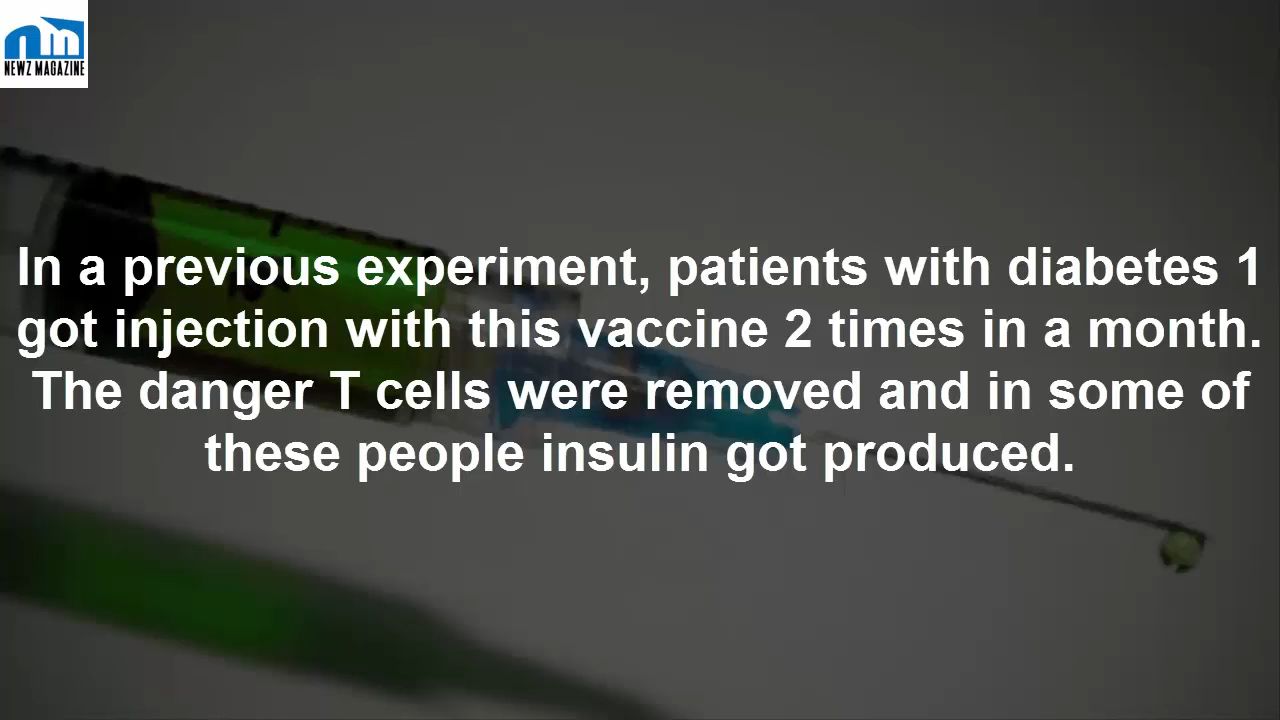 nm
NEWZ MAGAZINE
In a previous experiment, patients with diabetes 1
got injection with this vaccine 2 times in a month.
The danger T cells were removed and in some of
these people insulin got produced.